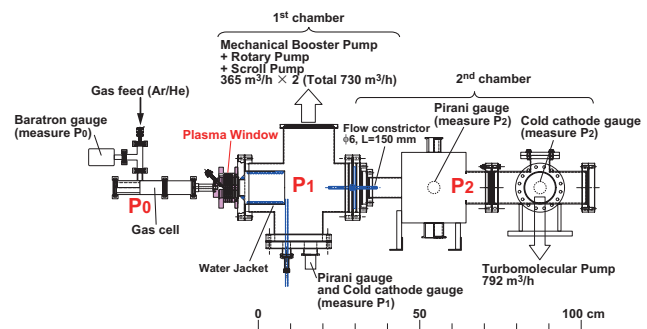 1st chamber
Mechanical Booster Pump
+ Rotary Pump
+ Scroll Pump
365 m³/h × 2 (Total 730 m³/h)
Gas feed (Ar/He)
Baratron gauge
(measure P0)
Plasma Window
2nd chamber
Pirani gauge
(measure P2)
Cold cathode gauge
(measure P2)
Flow constrictor
ϕ6, L=150 mm
P0
P1
P2
Gas cell
Water Jacket
Pirani gauge
and Cold cathode gauge
(measure P1)
Turbomolecular Pump
792 m³/h
0 50 100 cm